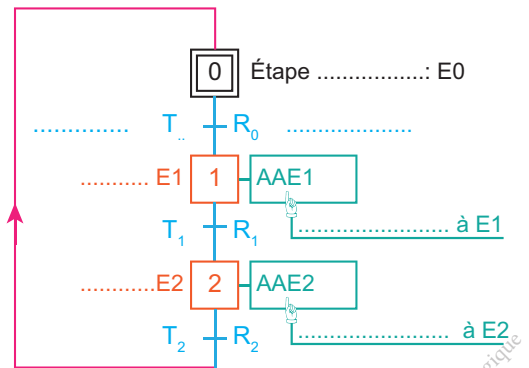 0 Étape .................: E0
.............. T.. R0 ....................
........... E1 1 AAE1
........................... à E1
T1 R1
...........E2 2 AAE2
........................... à E2
T2 R2